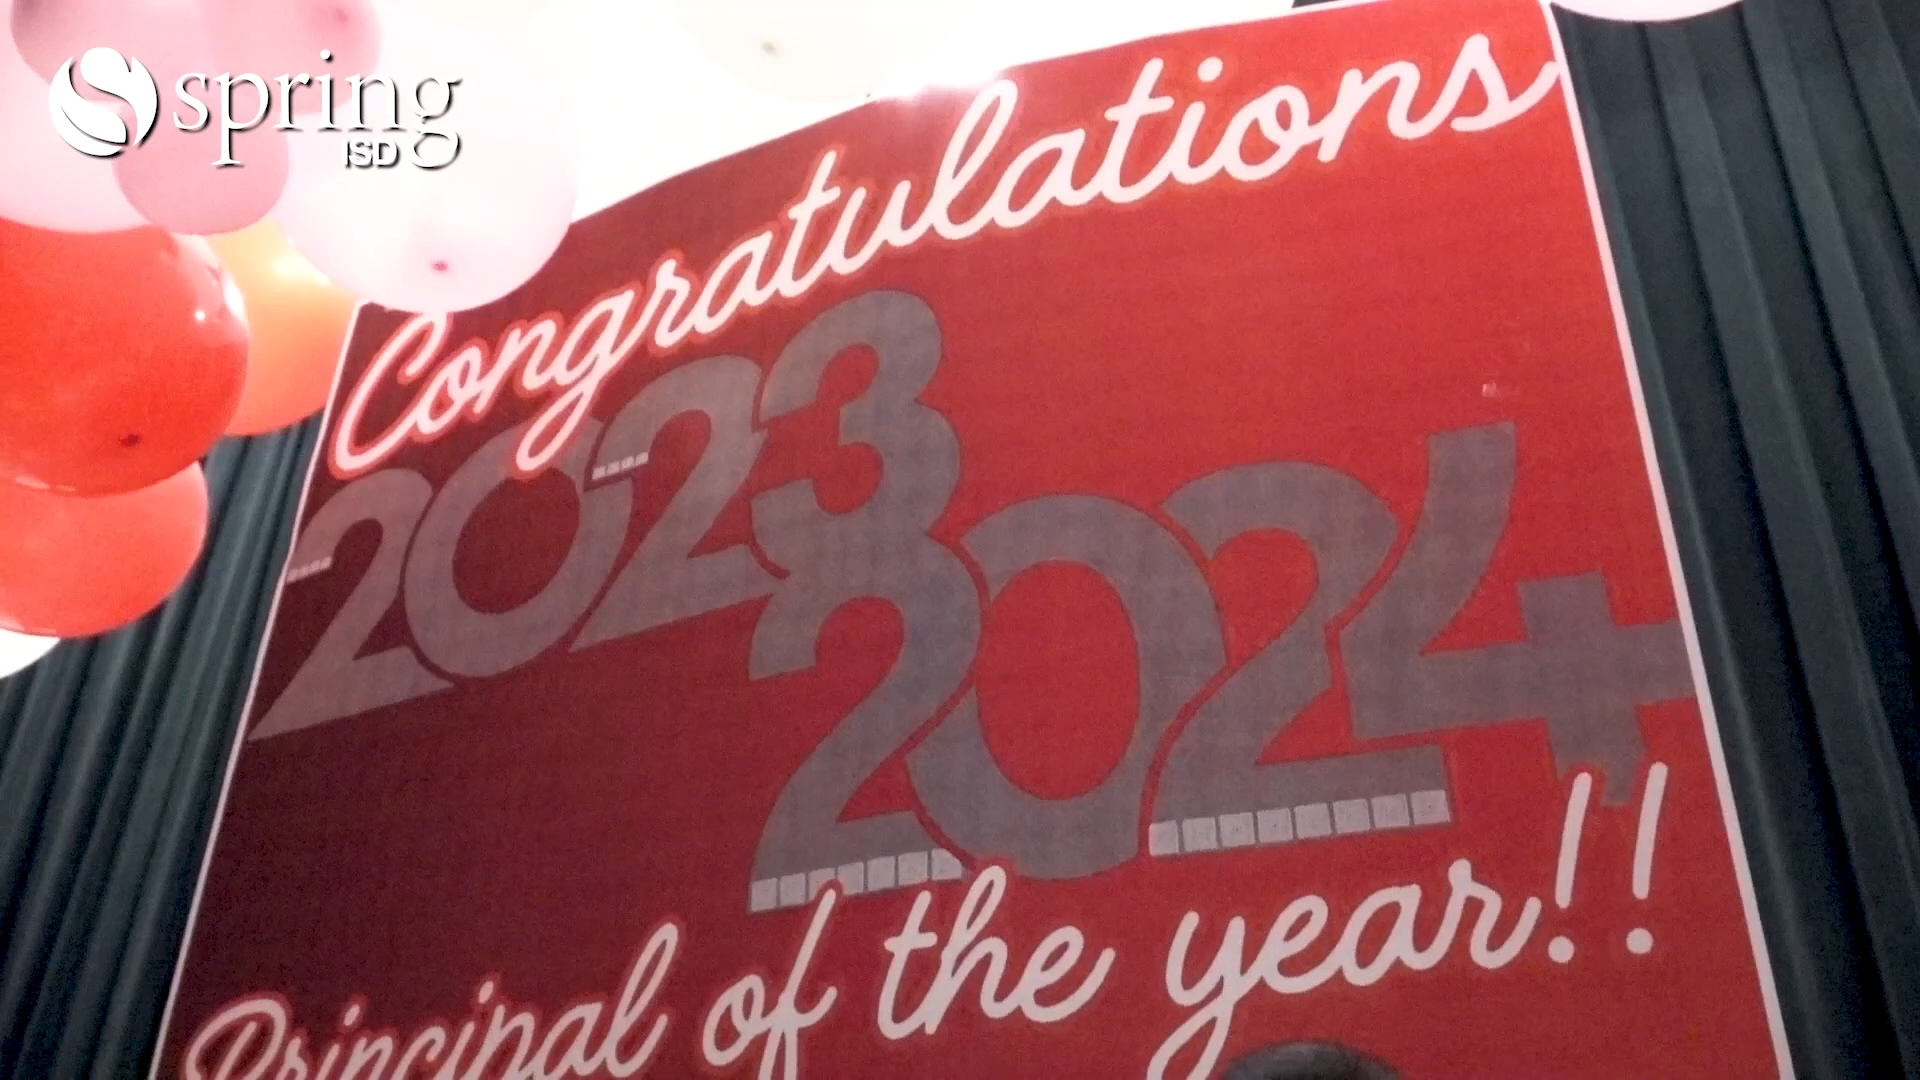 spring
ISD
Congratulations
2023
2024
Principal of the year!!